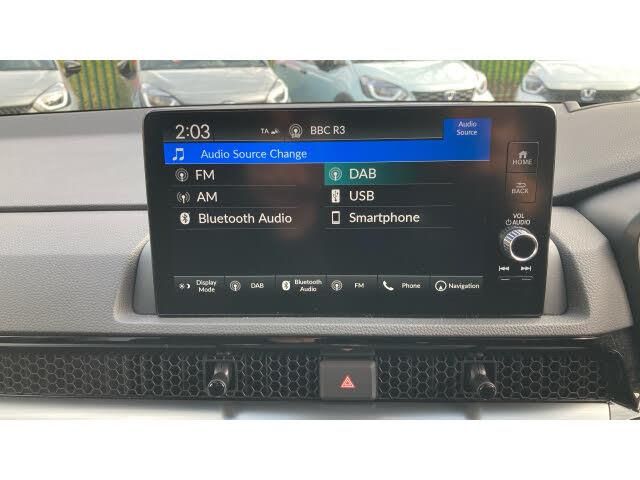 2:03 TA BBC R3 Audio Source
Audio Source Change
FM DAB
AM USB
Bluetooth Audio Smartphone
Display Mode DAB Bluetooth Audio FM Phone Navigation
HOME
BACK
VOL
AUDIO